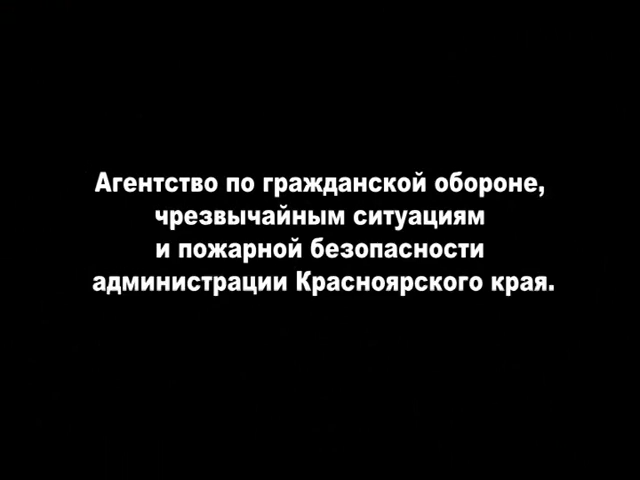 Агентство по гражданской обороне,
чрезвычайным ситуациям
и пожарной безопасности
администрации Красноярского края.